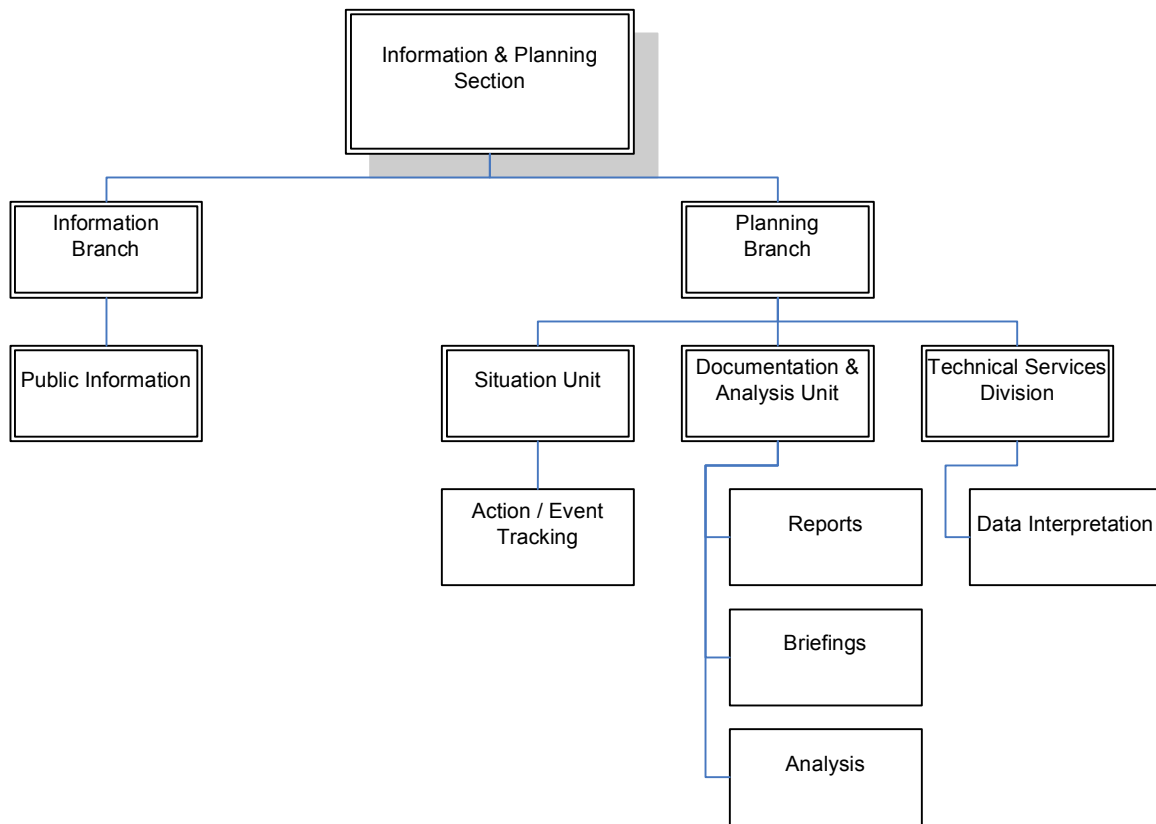 Information & Planning
Section
Information
Branch
Planning
Branch
Public Information
Situation Unit
Documentation &
Analysis Unit
Technical Services
Division
Action / Event
Tracking
Reports
Data Interpretation
Briefings
Analysis